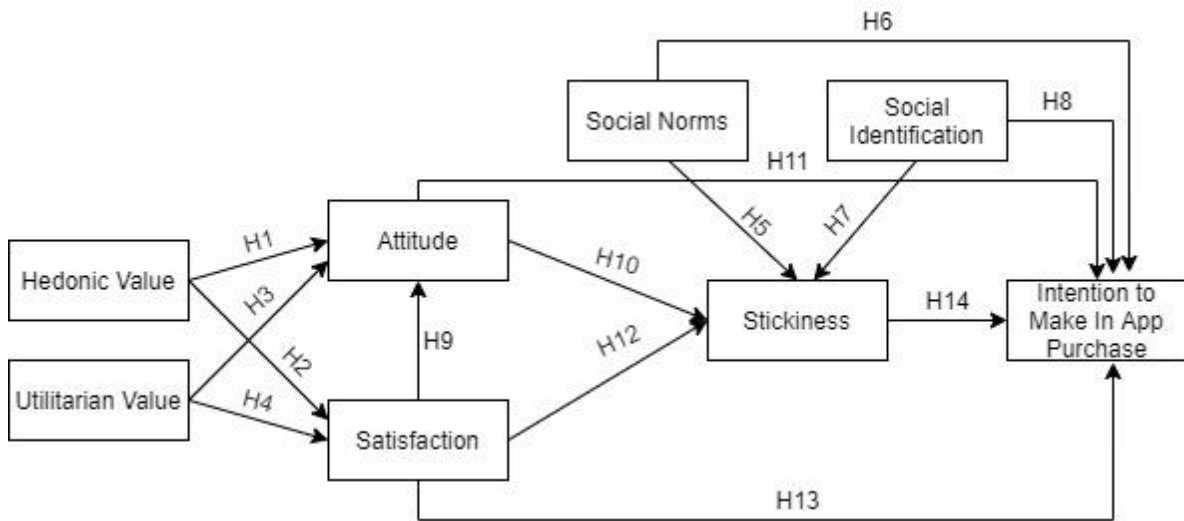 H6
Social Norms
Social
Identification
H8
H11
H5
H7
Attitude
H1
Hedonic Value
H10
H3
Stickiness
H14
Intention to
Make In App
Purchase
H9
H12
H2
Utilitarian Value
H4
Satisfaction
H13